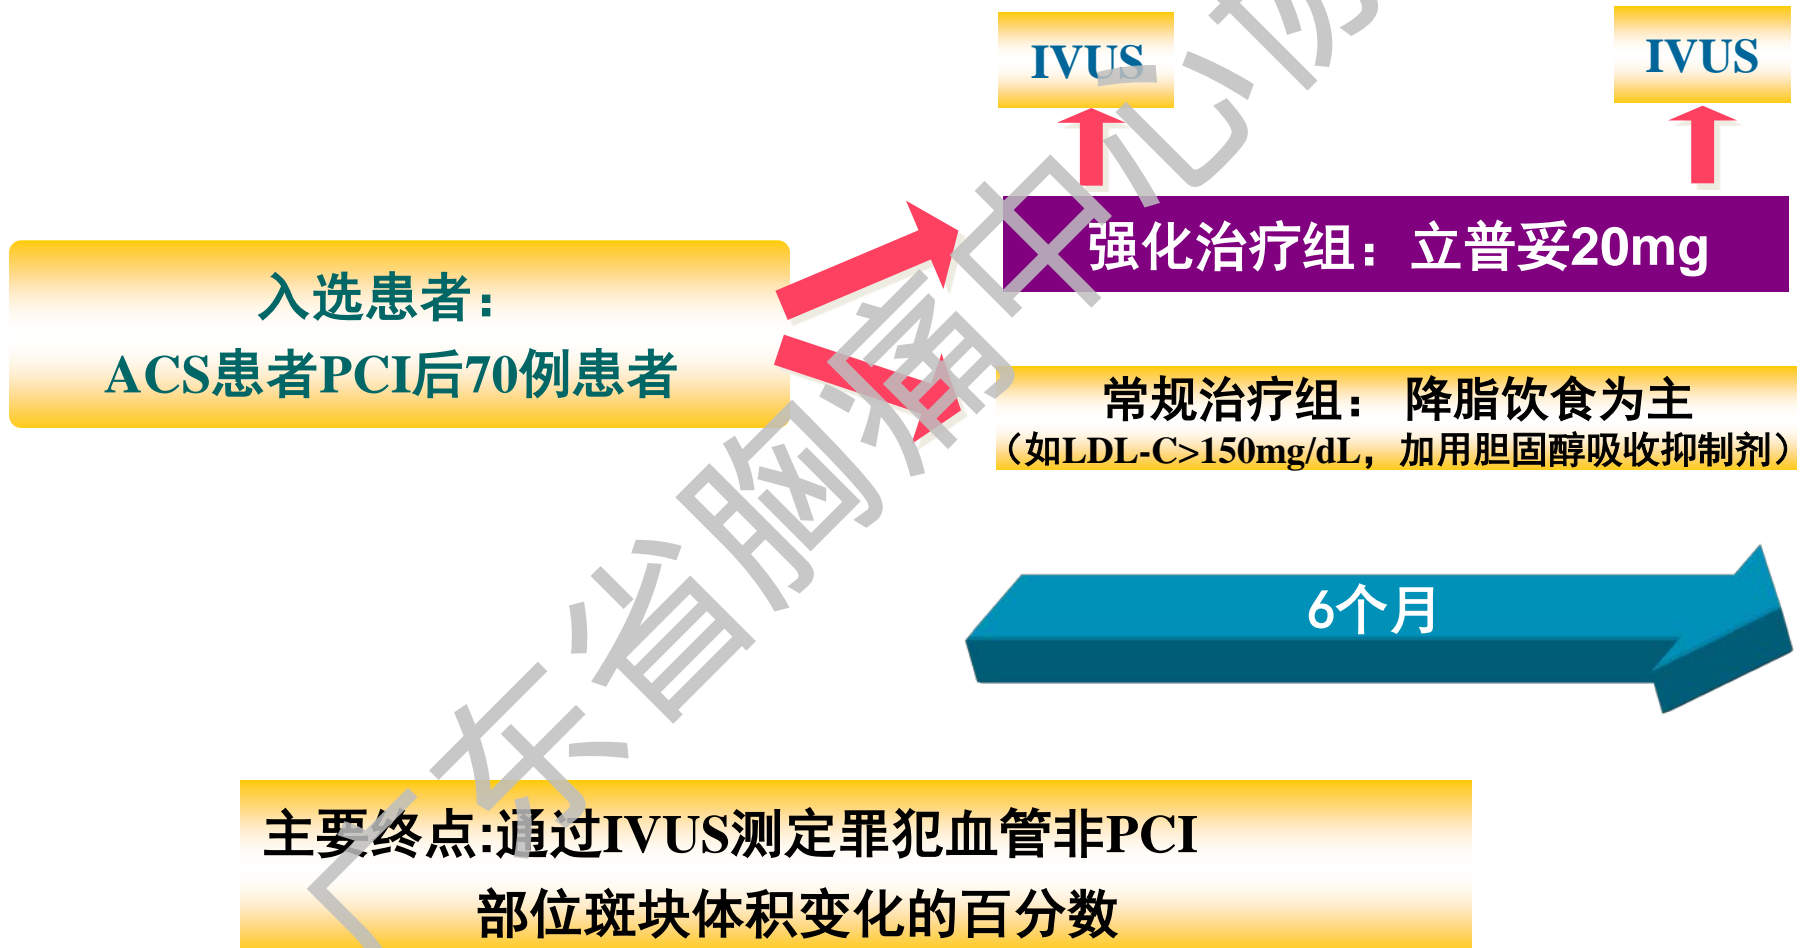 IVUS
IVUS
强化治疗组：立普妥20mg
入选患者：
ACS患者PCI后70例患者
常规治疗组： 降脂饮食为主
（如LDL-C>150mg/dL，加用胆固醇吸收抑制剂）
6个月
主要终点:通过IVUS测定罪犯血管非PCI
部位斑块体积变化的百分数
广东省胸痛中心协